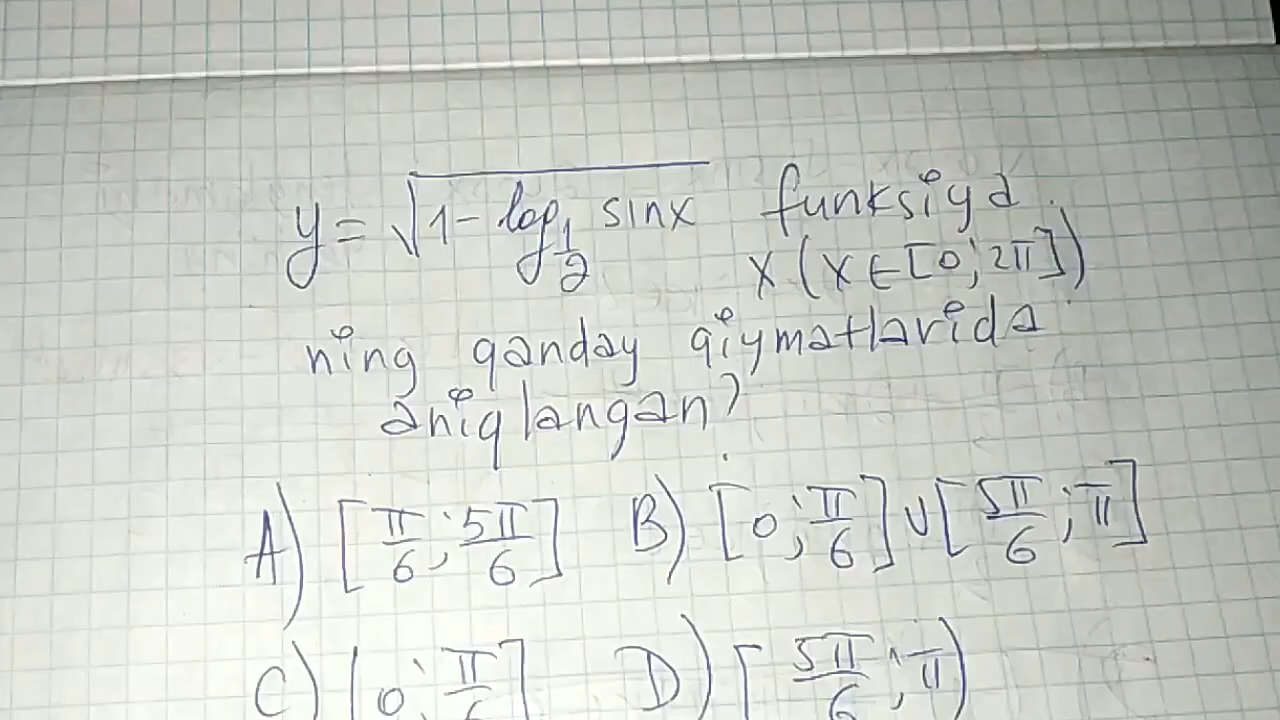 y = √(1 - log_{1/2} sinx) funksiya
x (x ∈ [0; 2π])
ning qanday qiymatlarida
aniqlangan?
A) [π/6; 5π/6] B) [0; π/6] ∪ [5π/6; π]
C) (0; π/6] D) [5π/6; π)